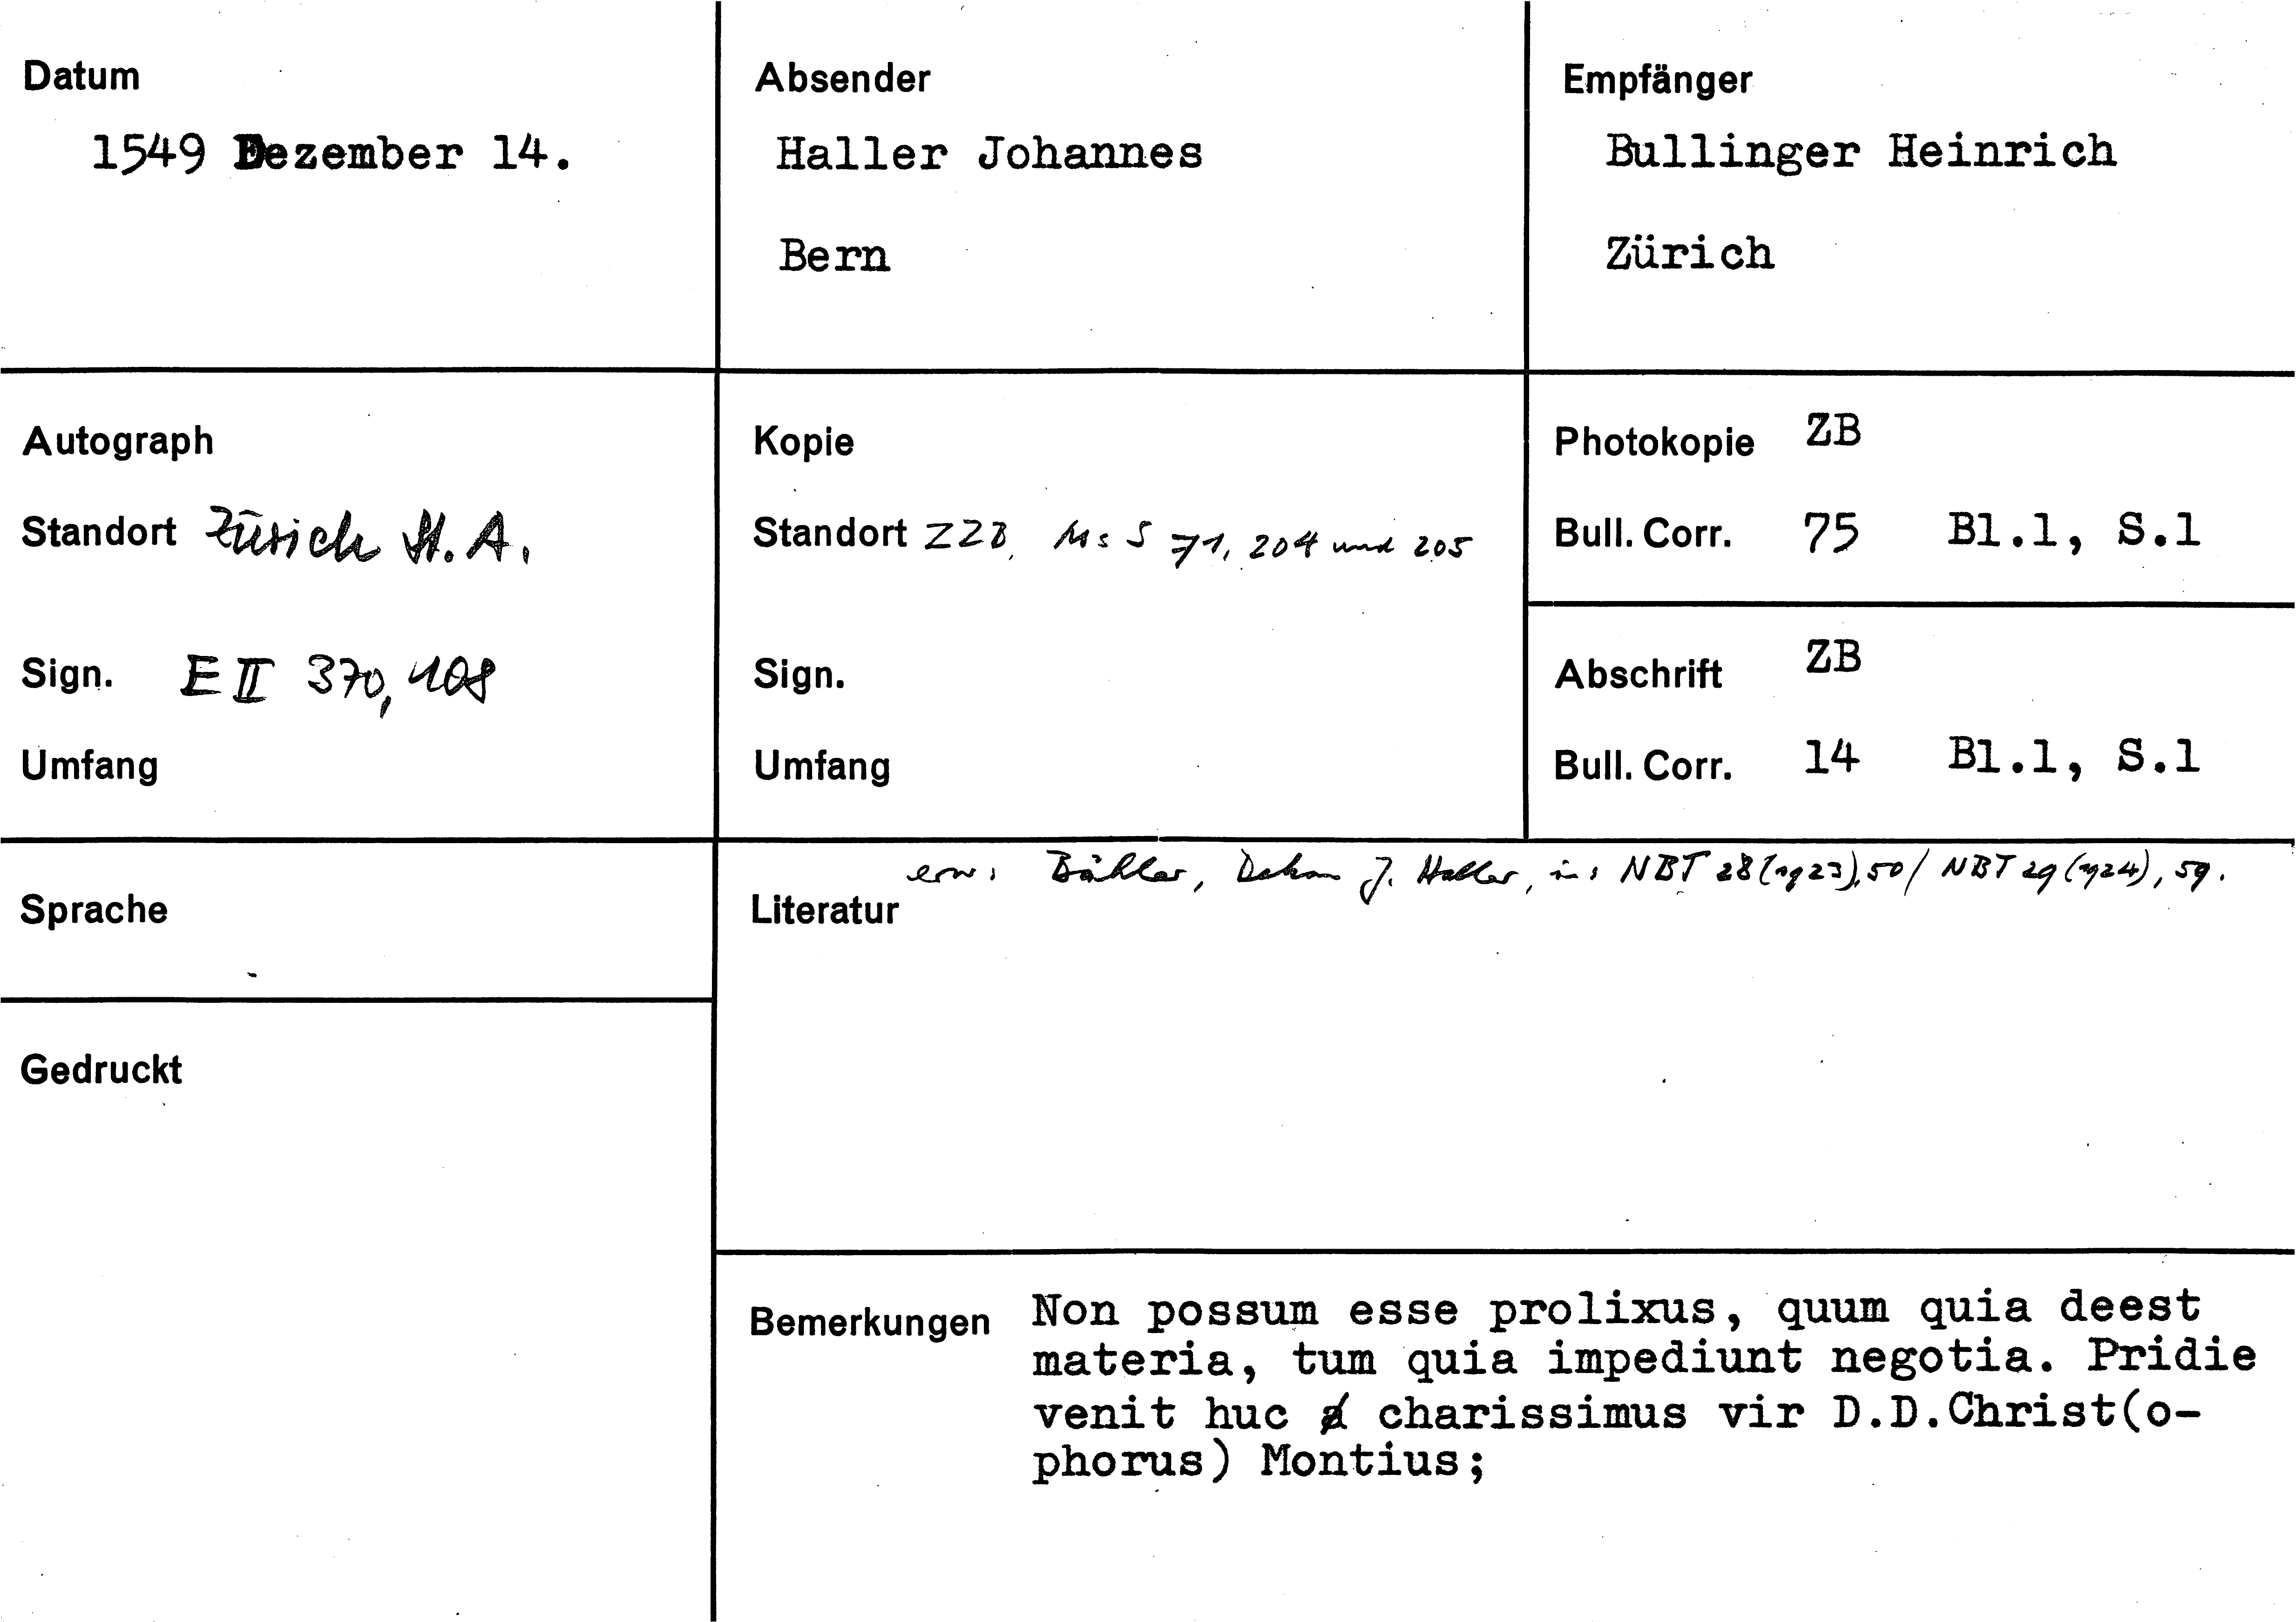 Datum
1549 Dezember 14.
Absender
Haller Johannes
Bern
Empfänger
Bullinger Heinrich
Zürich
Autograph
Standort Zürich St. A.
Sign. E II 370, 108
Umfang
Kopie
Standort ZZB, Ms S 71, 204 und 205
Sign.
Umfang
Photokopie ZB
Bull. Corr. 75 Bl.1, S.1
Abschrift ZB
Bull. Corr. 14 Bl.1, S.1
Sprache
Gedruckt
erw: Bähler, Dekan J. Haller, in: NBT 28 (1923), 50 / NBT 29 (1924), 59.
Literatur
Bemerkungen Non possum esse prolixus, quum quia deest
materia, tum quia impediunt negotia. Pridie
venit huc charissimus vir D.D.Christ(o-
phorus) Montius;